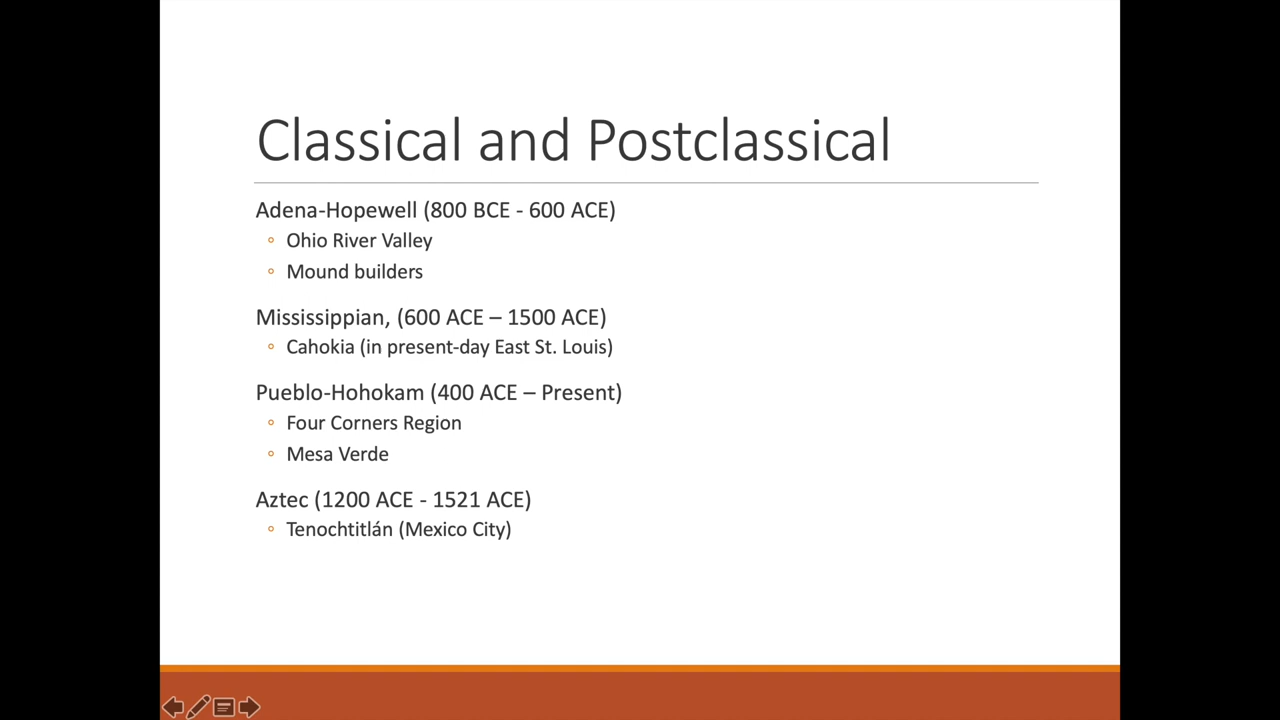 Classical and Postclassical
Adena-Hopewell (800 BCE - 600 ACE)
◦ Ohio River Valley
◦ Mound builders
Mississippian, (600 ACE – 1500 ACE)
◦ Cahokia (in present-day East St. Louis)
Pueblo-Hohokam (400 ACE – Present)
◦ Four Corners Region
◦ Mesa Verde
Aztec (1200 ACE - 1521 ACE)
◦ Tenochtitlán (Mexico City)